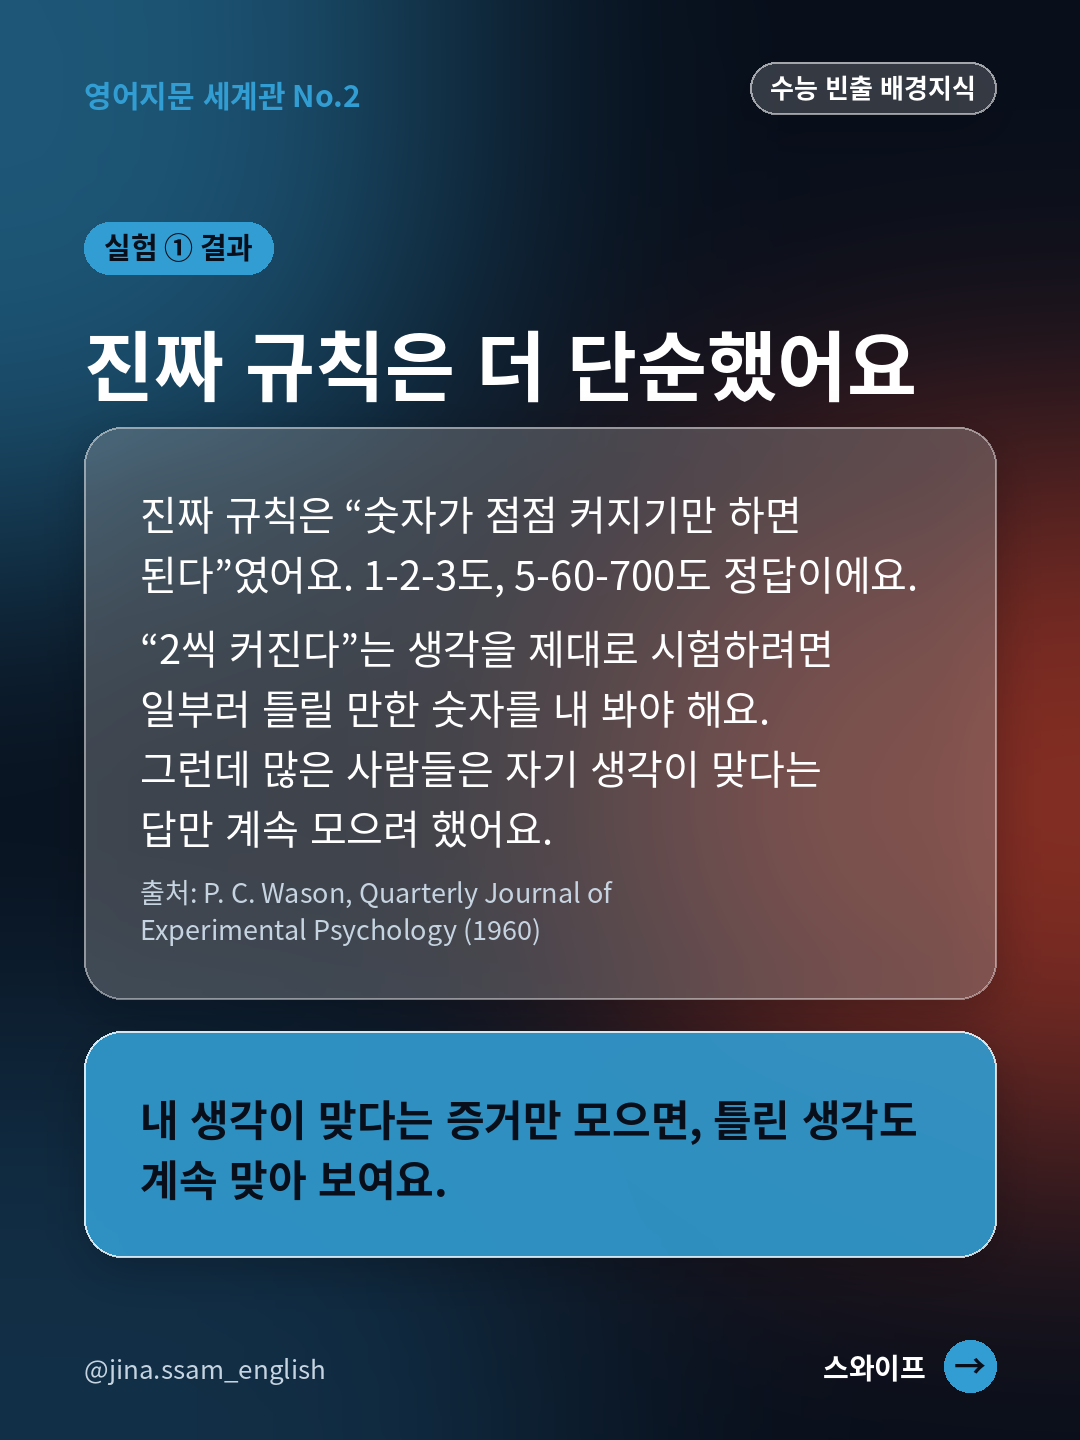 영어지문 세계관 No.2
수능 빈출 배경지식
실험 ① 결과
진짜 규칙은 더 단순했어요
진짜 규칙은 “숫자가 점점 커지기만 하면
된다”였어요. 1-2-3도, 5-60-700도 정답이에요.
“2씩 커진다”는 생각을 제대로 시험하려면
일부러 틀릴 만한 숫자를 내 봐야 해요.
그런데 많은 사람들은 자기 생각이 맞다는
답만 계속 모으려 했어요.
출처: P. C. Wason, Quarterly Journal of
Experimental Psychology (1960)
내 생각이 맞다는 증거만 모으면, 틀린 생각도
계속 맞아 보여요.
@jina.ssam_english
스와이프 →